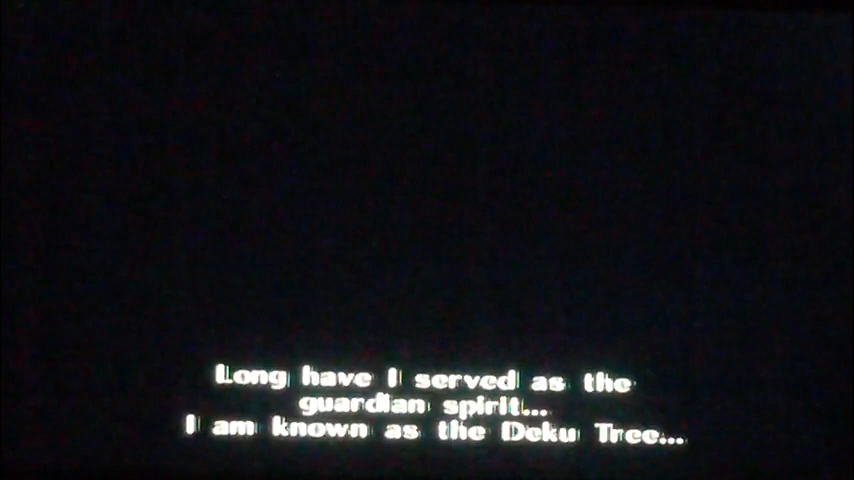 Long have I served as the
guardian spirit...
I am known as the Deku Tree...